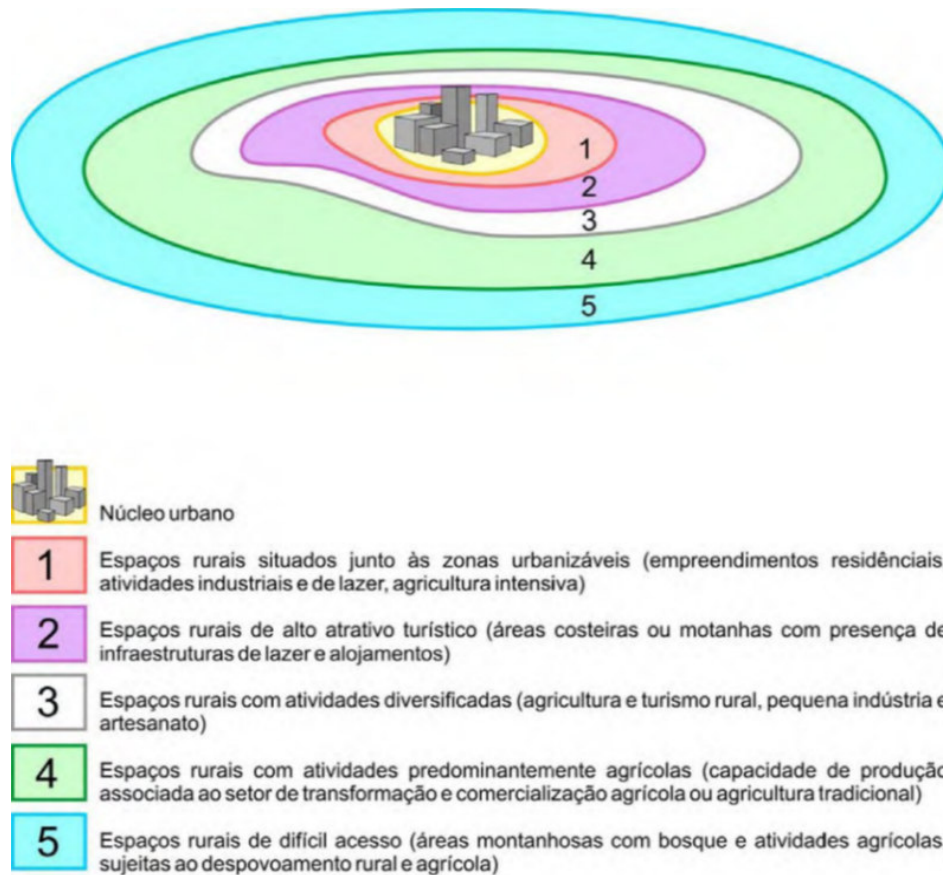 1
2
3
4
5
Núcleo urbano
1
Espaços rurais situados junto às zonas urbanizáveis (empreendimentos residênciais,
atividades industriais e de lazer, agricultura intensiva)
2
Espaços rurais de alto atrativo turístico (áreas costeiras ou motanhas com presença de
infraestruturas de lazer e alojamentos)
3
Espaços rurais com atividades diversificadas (agricultura e turismo rural, pequena indústria e
artesanato)
4
Espaços rurais com atividades predominantemente agrícolas (capacidade de produção
associada ao setor de transformação e comercialização agrícola ou agricultura tradicional)
5
Espaços rurais de difícil acesso (áreas montanhosas com bosque e atividades agrícolas,
sujeitas ao despovoamento rural e agrícola)